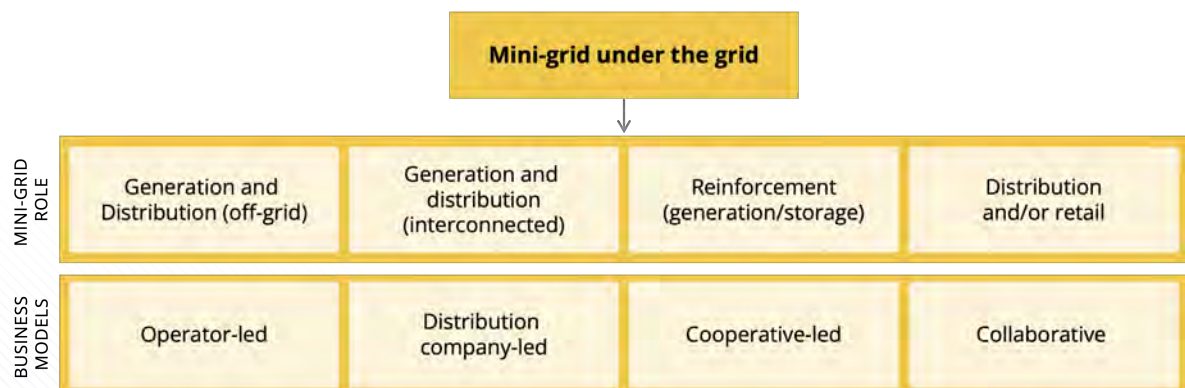 Mini-grid under the grid
MINI-GRID
ROLE
Generation and
Distribution (off-grid)
Generation and
distribution
(interconnected)
Reinforcement
(generation/storage)
Distribution
and/or retail
BUSINESS
MODELS
Operator-led
Distribution
company-led
Cooperative-led
Collaborative